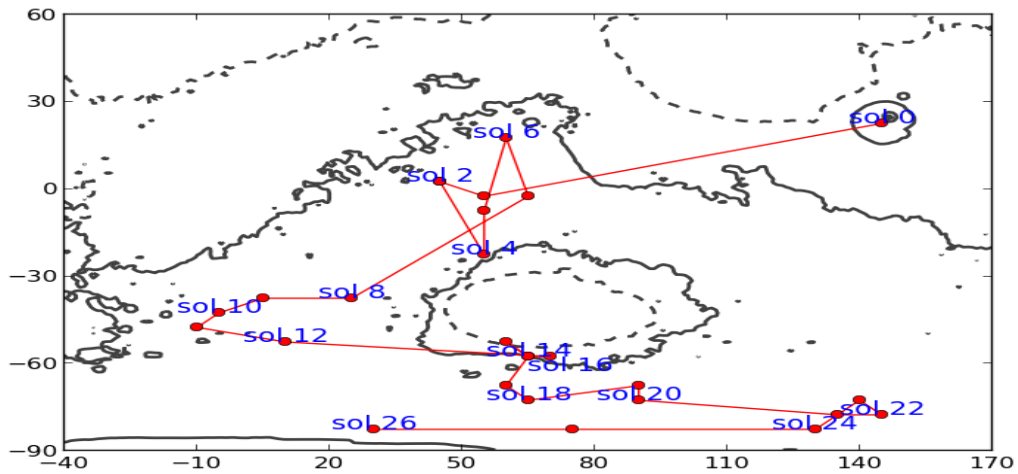 60
30
0
−30
−60
−90
sol 0
sol 6
sol 2
sol 4
sol 8
sol 10
sol 12
sol 14
sol 16
sol 18
sol 20
sol 22
sol 24
sol 26
−40
−10
20
50
80
110
140
170